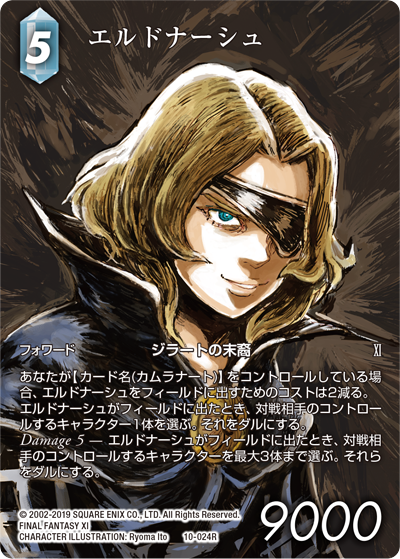 5
エルドナーシュ
フォワード ジラートの末裔 XI
あなたが【カード名(カムラナート)】をコントロールしている場
合、エルドナーシュをフィールドに出すためのコストは2減る。
エルドナーシュがフィールドに出たとき、対戦相手のコントロー
ルするキャラクター1体を選ぶ。それをダルにする。
Damage 5 — エルドナーシュがフィールドに出たとき、対戦相
手のコントロールするキャラクターを最大3体まで選ぶ。それら
をダルにする。
© 2002-2019 SQUARE ENIX CO., LTD. All Rights Reserved.
FINAL FANTASY XI
CHARACTER ILLUSTRATION: Ryoma Ito 10-024R
9000